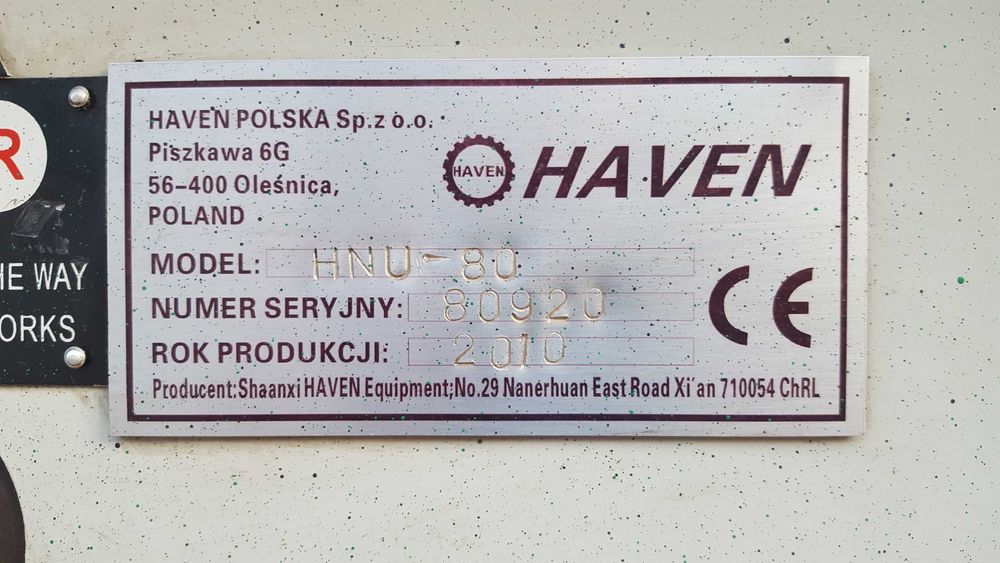 HAVEN POLSKA Sp.z o.o.
Piszkawa 6G
56-400 Oleśnica,
POLAND
HAVEN
HAVEN
MODEL: HNU-80
NUMER SERYJNY: 80920
ROK PRODUKCJI: 2010
CE
Producent:Shaanxi HAVEN Equipment;No.29 Nanerhuan East Road Xi'an 710054 ChRL
R
HE WAY
ORKS